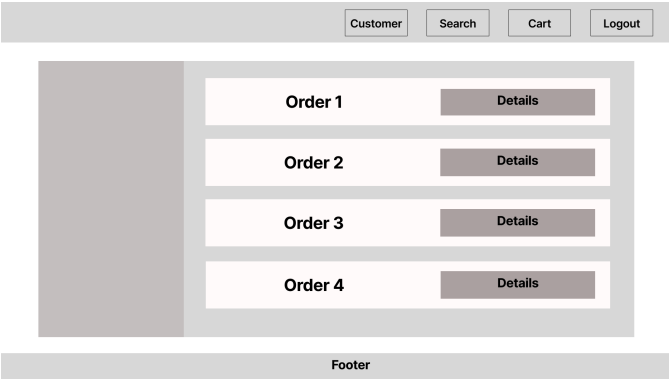 Customer Search Cart Logout
Order 1 Details
Order 2 Details
Order 3 Details
Order 4 Details
Footer